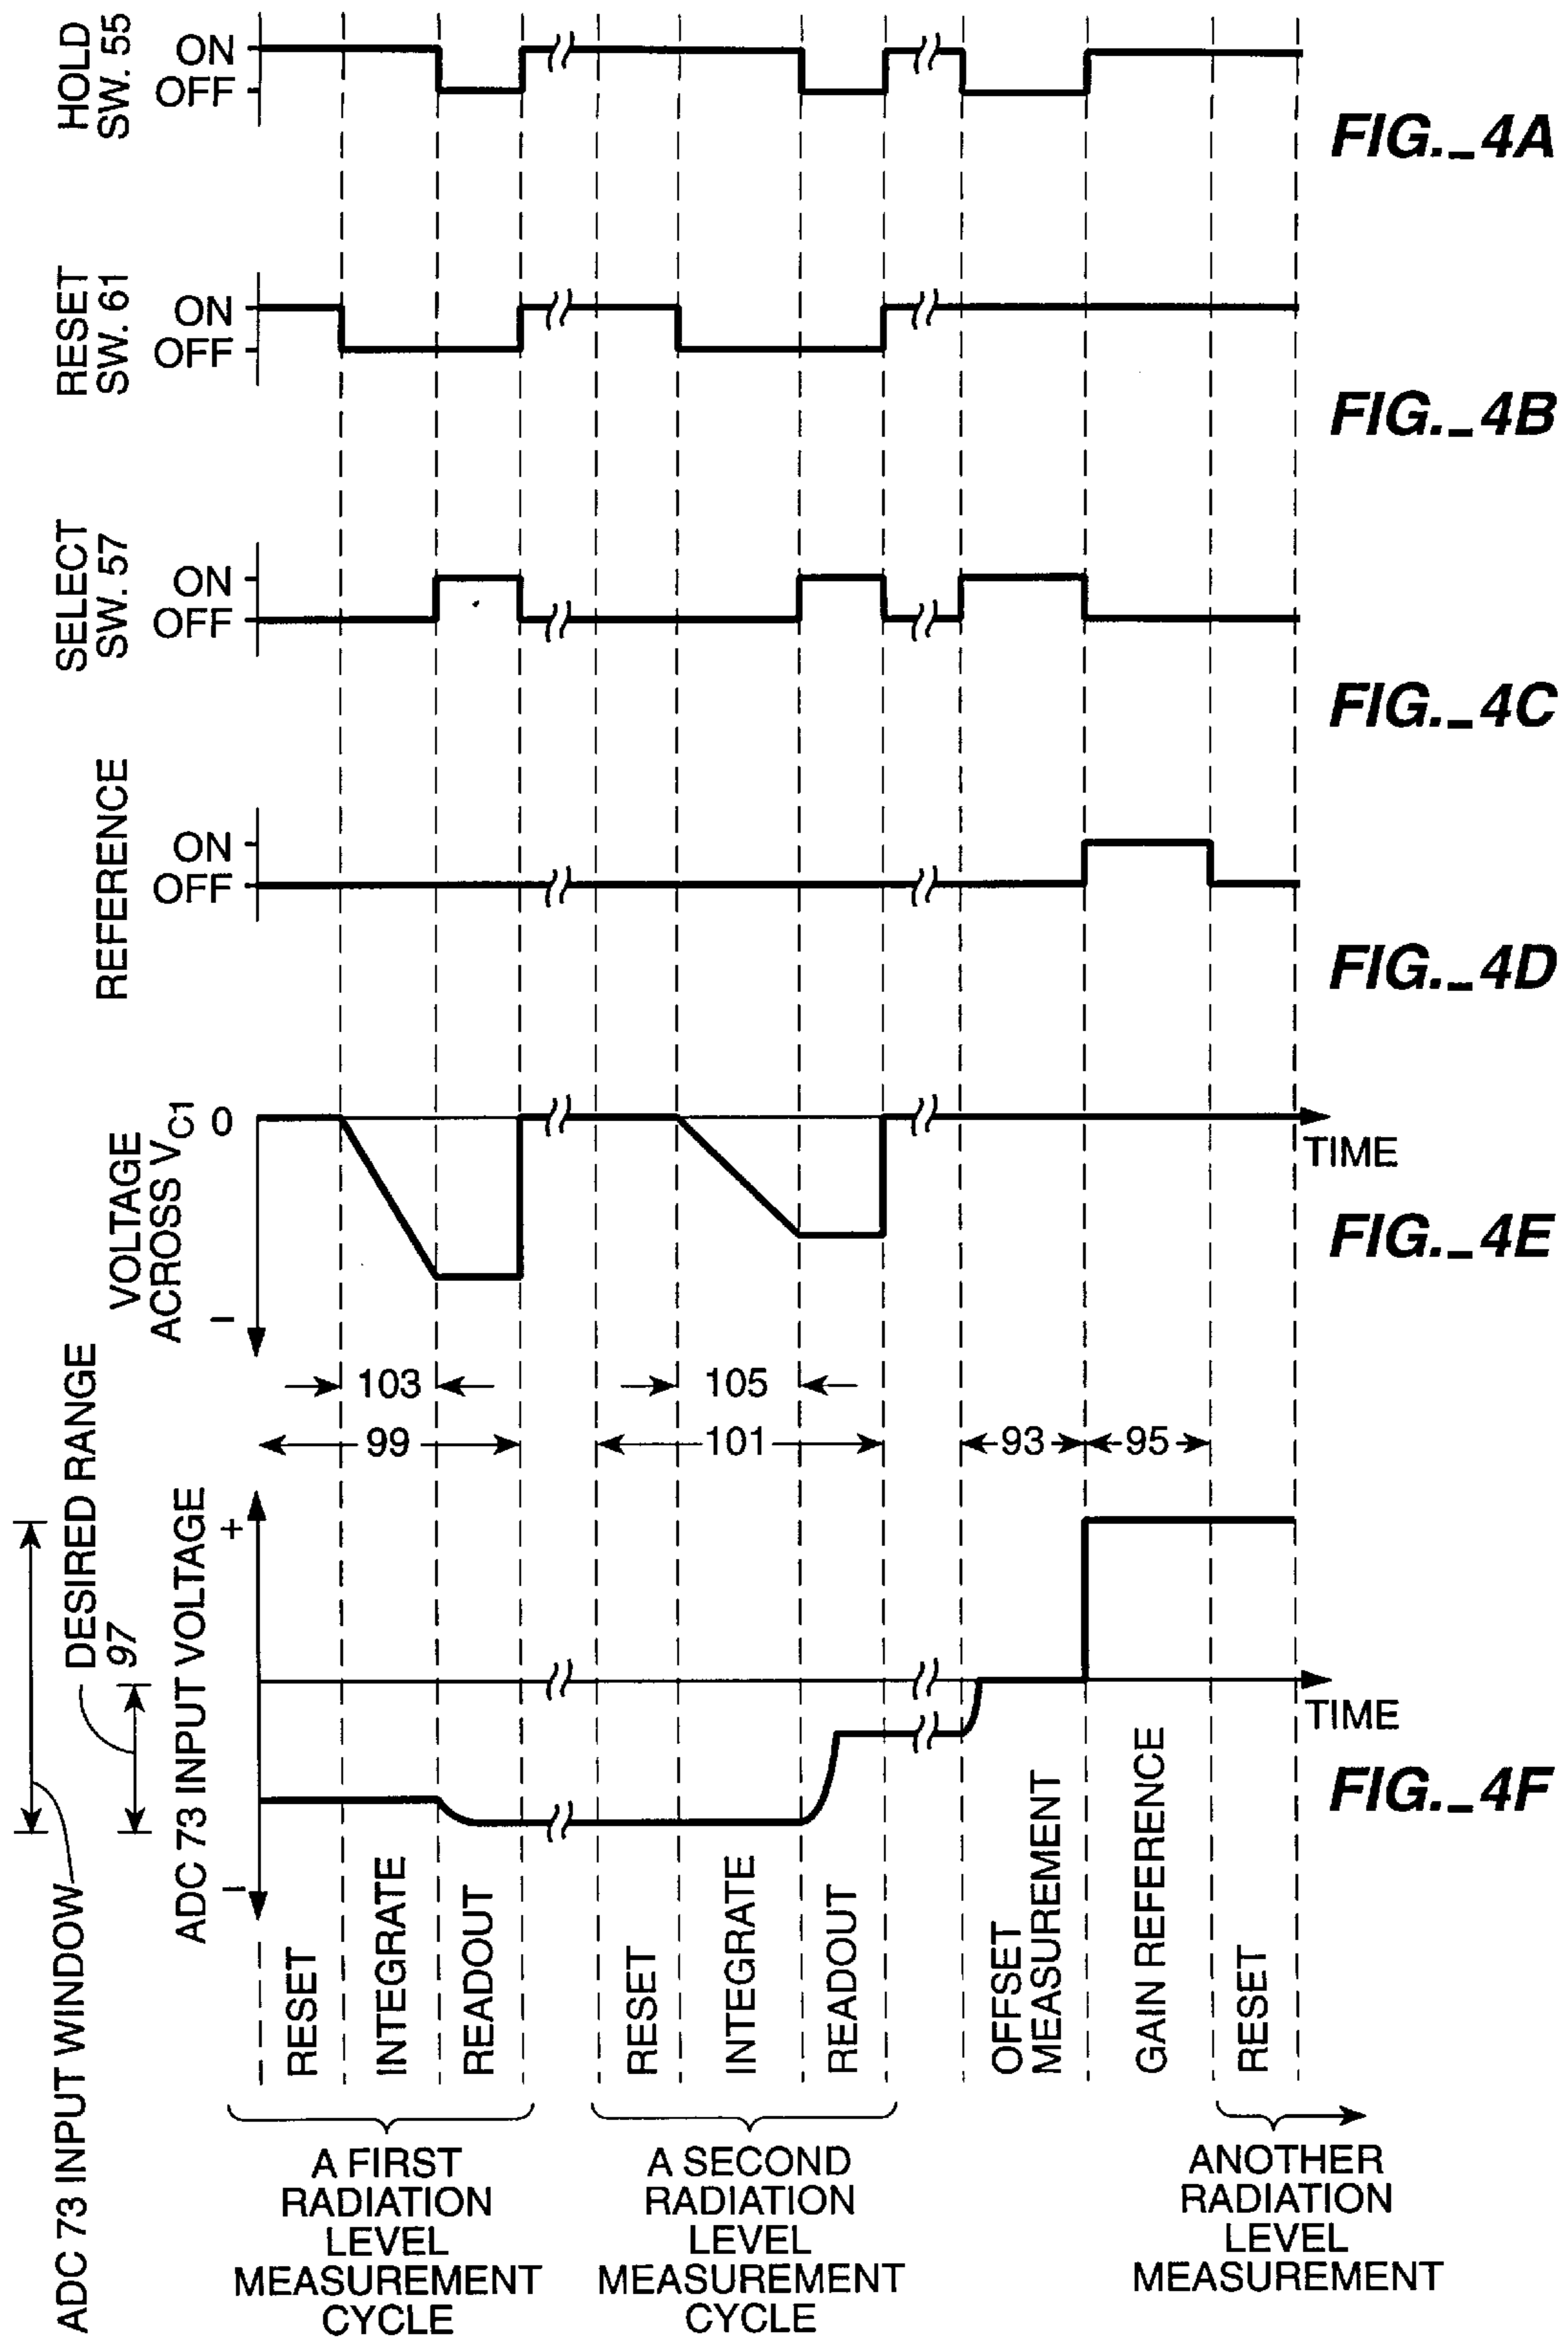 HOLD
SW. 55
ON
OFF
FIG._4A
RESET
SW. 61
ON
OFF
FIG._4B
SELECT
SW. 57
ON
OFF
FIG._4C
REFERENCE
ON
OFF
FIG._4D
VOLTAGE
ACROSS VC1
0
−
TIME
FIG._4E
103
105
99
101
93
95
DESIRED RANGE
97
ADC 73 INPUT WINDOW
ADC 73 INPUT VOLTAGE
+
−
TIME
FIG._4F
RESET
INTEGRATE
READOUT
RESET
INTEGRATE
READOUT
OFFSET
MEASUREMENT
GAIN REFERENCE
RESET
A FIRST
RADIATION
LEVEL
MEASUREMENT
CYCLE
A SECOND
RADIATION
LEVEL
MEASUREMENT
CYCLE
ANOTHER
RADIATION
LEVEL
MEASUREMENT